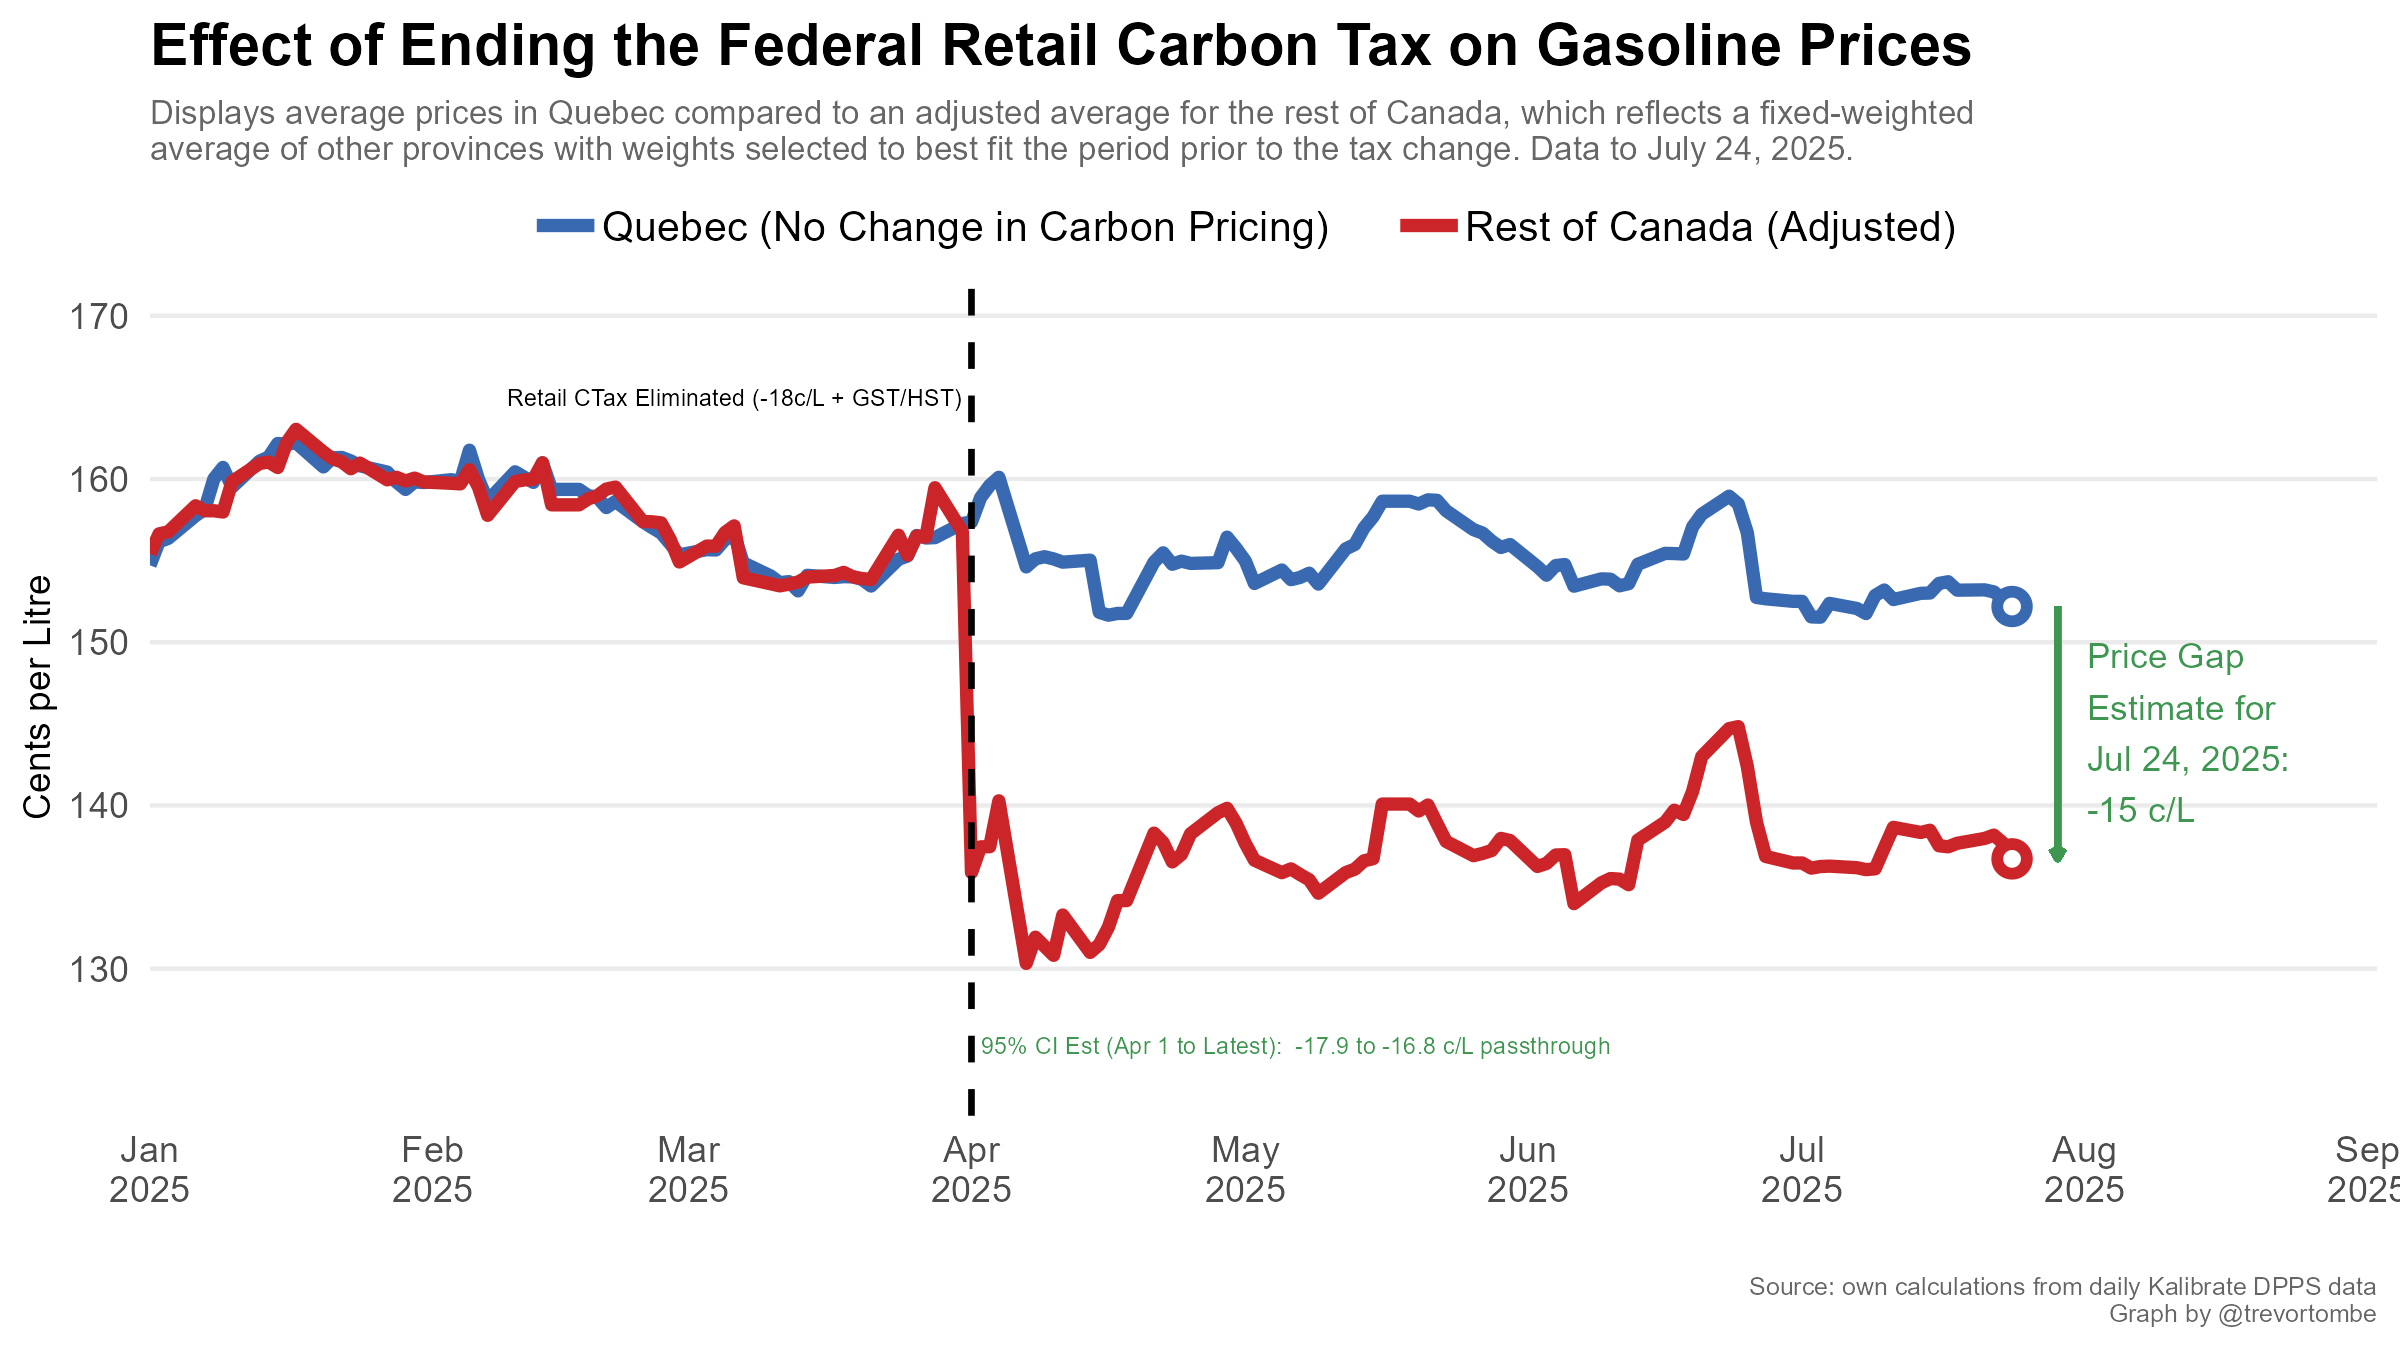 Effect of Ending the Federal Retail Carbon Tax on Gasoline Prices
Displays average prices in Quebec compared to an adjusted average for the rest of Canada, which reflects a fixed-weighted
average of other provinces with weights selected to best fit the period prior to the tax change. Data to July 24, 2025.
Quebec (No Change in Carbon Pricing)
Rest of Canada (Adjusted)
Cents per Litre
170
160
150
140
130
Retail CTax Eliminated (-18c/L + GST/HST)
Price Gap
Estimate for
Jul 24, 2025:
-15 c/L
95% CI Est (Apr 1 to Latest):  -17.9 to -16.8 c/L passthrough
Jan
2025
Feb
2025
Mar
2025
Apr
2025
May
2025
Jun
2025
Jul
2025
Aug
2025
Sep
2025
Source: own calculations from daily Kalibrate DPPS data
Graph by @trevortombe